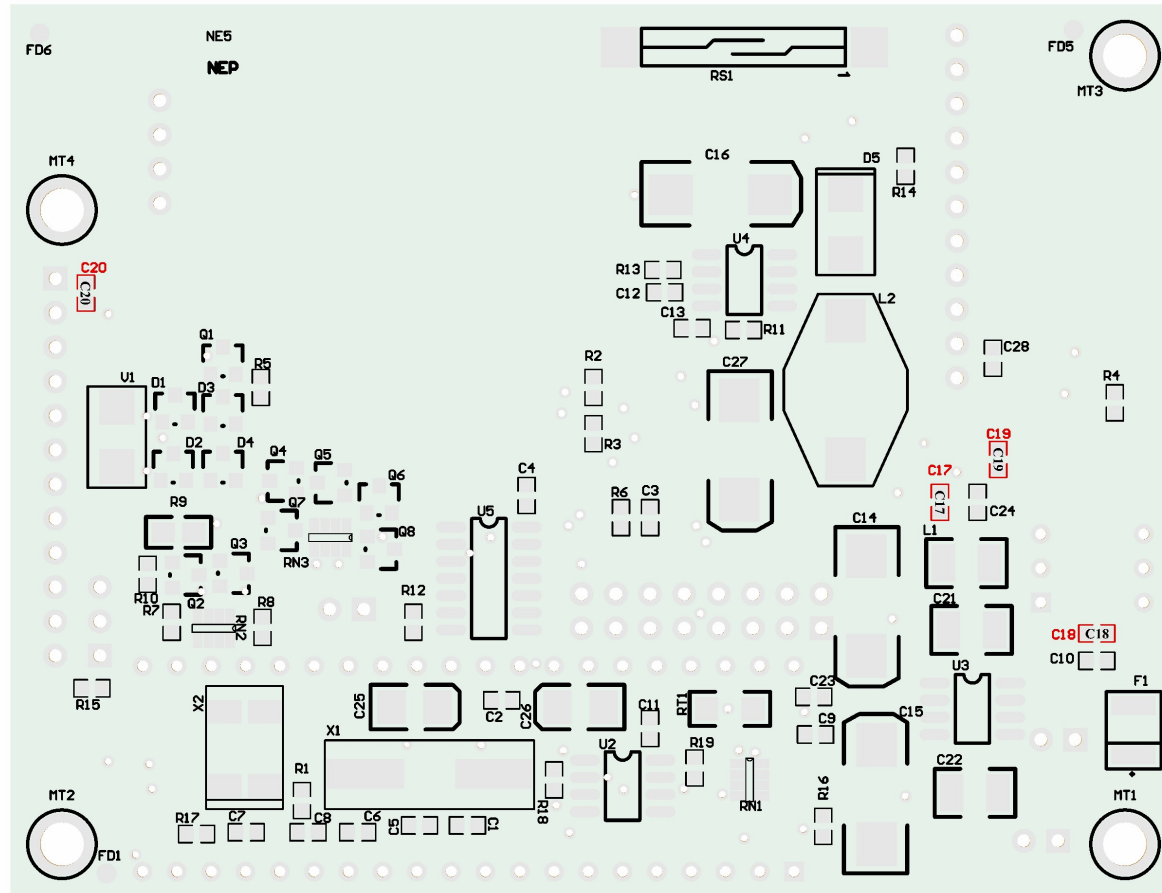 NE5
FD6
NEP
FD5
RS1
1
MT3
MT4
C16
D5
R14
U4
C20
C20
R13
C12
L2
C13
R11
Q1
C28
R2
R5
C27
V1
D1
D3
R4
C19
R3
D2
D4
C19
Q4
Q5
C17
C4
Q6
C17
R6
C3
R9
Q7
U5
C24
C14
L1
Q8
Q3
RN3
R10
R12
Q2
C21
R7
R8
RN2
C18
C18
C10
U3
C23
F1
R15
X2
C25
C2
C26
C11
RT1
C15
X1
C9
U2
R19
C22
R1
MT2
MT1
R18
RN1
R16
R17
C7
C8
C6
C5
C1
FD1